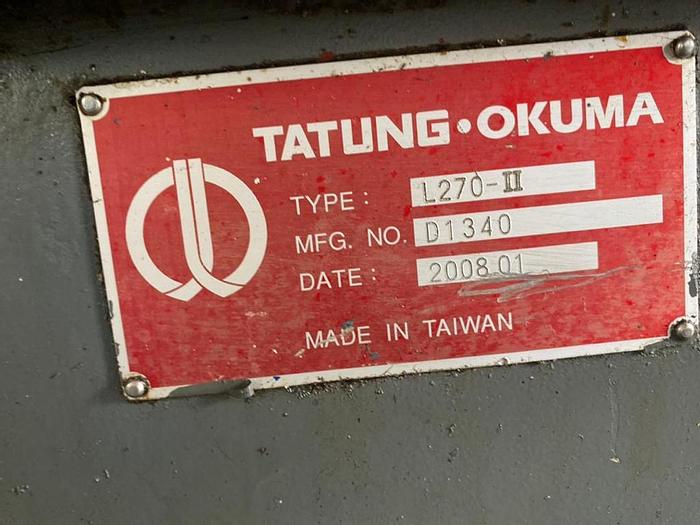 TATUNG·OKUMA
TYPE: L270-II
MFG. NO. D1340
DATE: 2008.01
MADE IN TAIWAN